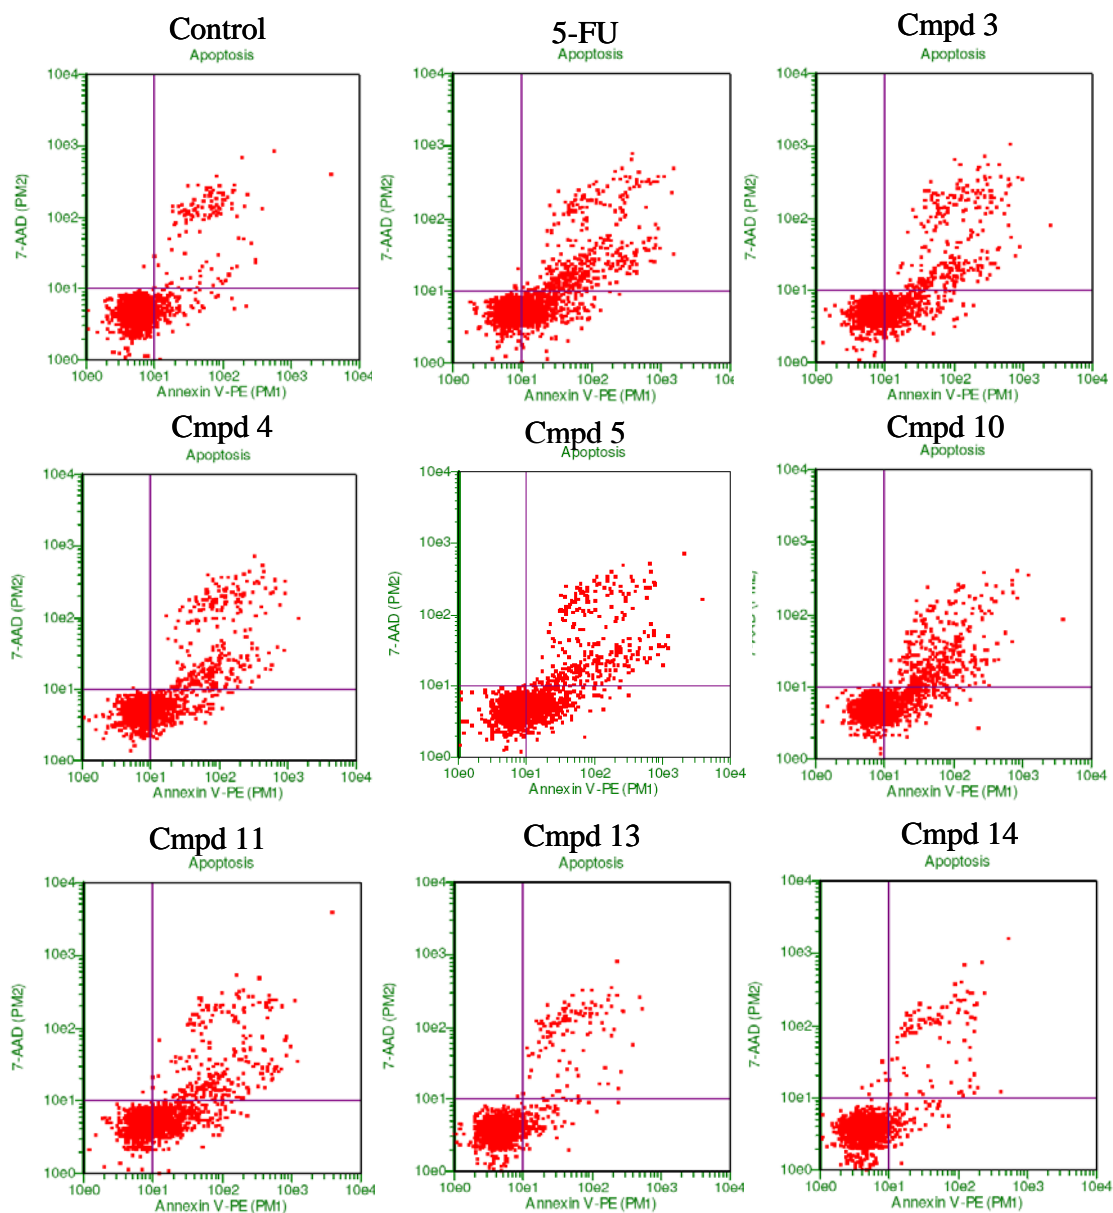 Control
Apoptosis
10e4
10e3
10e2
10e1
10e0
7-AAD (PM2)
10e0 10e1 10e2 10e3 10e4
Annexin V-PE (PM1)
5-FU
Apoptosis
10e4
10e3
10e2
10e1
10e0
7-AAD (PM2)
10e0 10e1 10e2 10e3
Annexin V-PE (PM1)
Cmpd 3
Apoptosis
10e4
10e3
10e2
10e1
10e0
7-AAD (PM2)
10e0 10e1 10e2 10e3 10e4
Annexin V-PE (PM1)
Cmpd 4
Apoptosis
10e4
10e3
10e2
10e1
10e0
7-AAD (PM2)
10e0 10e1 10e2 10e3 10e4
Annexin V-PE (PM1)
Cmpd 5
Apoptosis
10e4
10e3
10e2
10e1
10e0
7-AAD (PM2)
10e0 10e1 10e2 10e3 10e4
Annexin V-PE (PM1)
Cmpd 10
Apoptosis
10e4
10e3
10e2
10e1
10e0
10e0 10e1 10e2 10e3 10e4
Annexin V-PE (PM1)
Cmpd 11
Apoptosis
10e4
10e3
10e2
10e1
10e0
7-AAD (PM2)
10e0 10e1 10e2 10e3 10e4
Annexin V-PE (PM1)
Cmpd 13
Apoptosis
10e4
10e3
10e2
10e1
10e0
7-AAD (PM2)
10e0 10e1 10e2 10e3 10e4
Annexin V-PE (PM1)
Cmpd 14
Apoptosis
10e4
10e3
10e2
10e1
10e0
7-AAD (PM2)
10e0 10e1 10e2 10e3 10e4
Annexin V-PE (PM1)